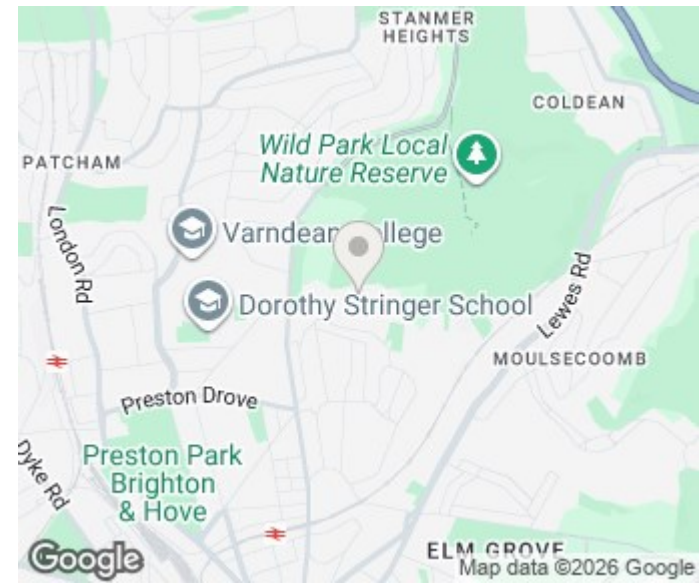 STANMER
HEIGHTS
COLDEAN
Wild Park Local
Nature Reserve
PATCHAM
London Rd
Varndean College
Dorothy Stringer School
Lewes Rd
MOULSECOOMB
Preston Drove
Dyke Rd
Preston Park
Brighton
& Hove
ELM GROVE
Google
Map data ©2026 Google